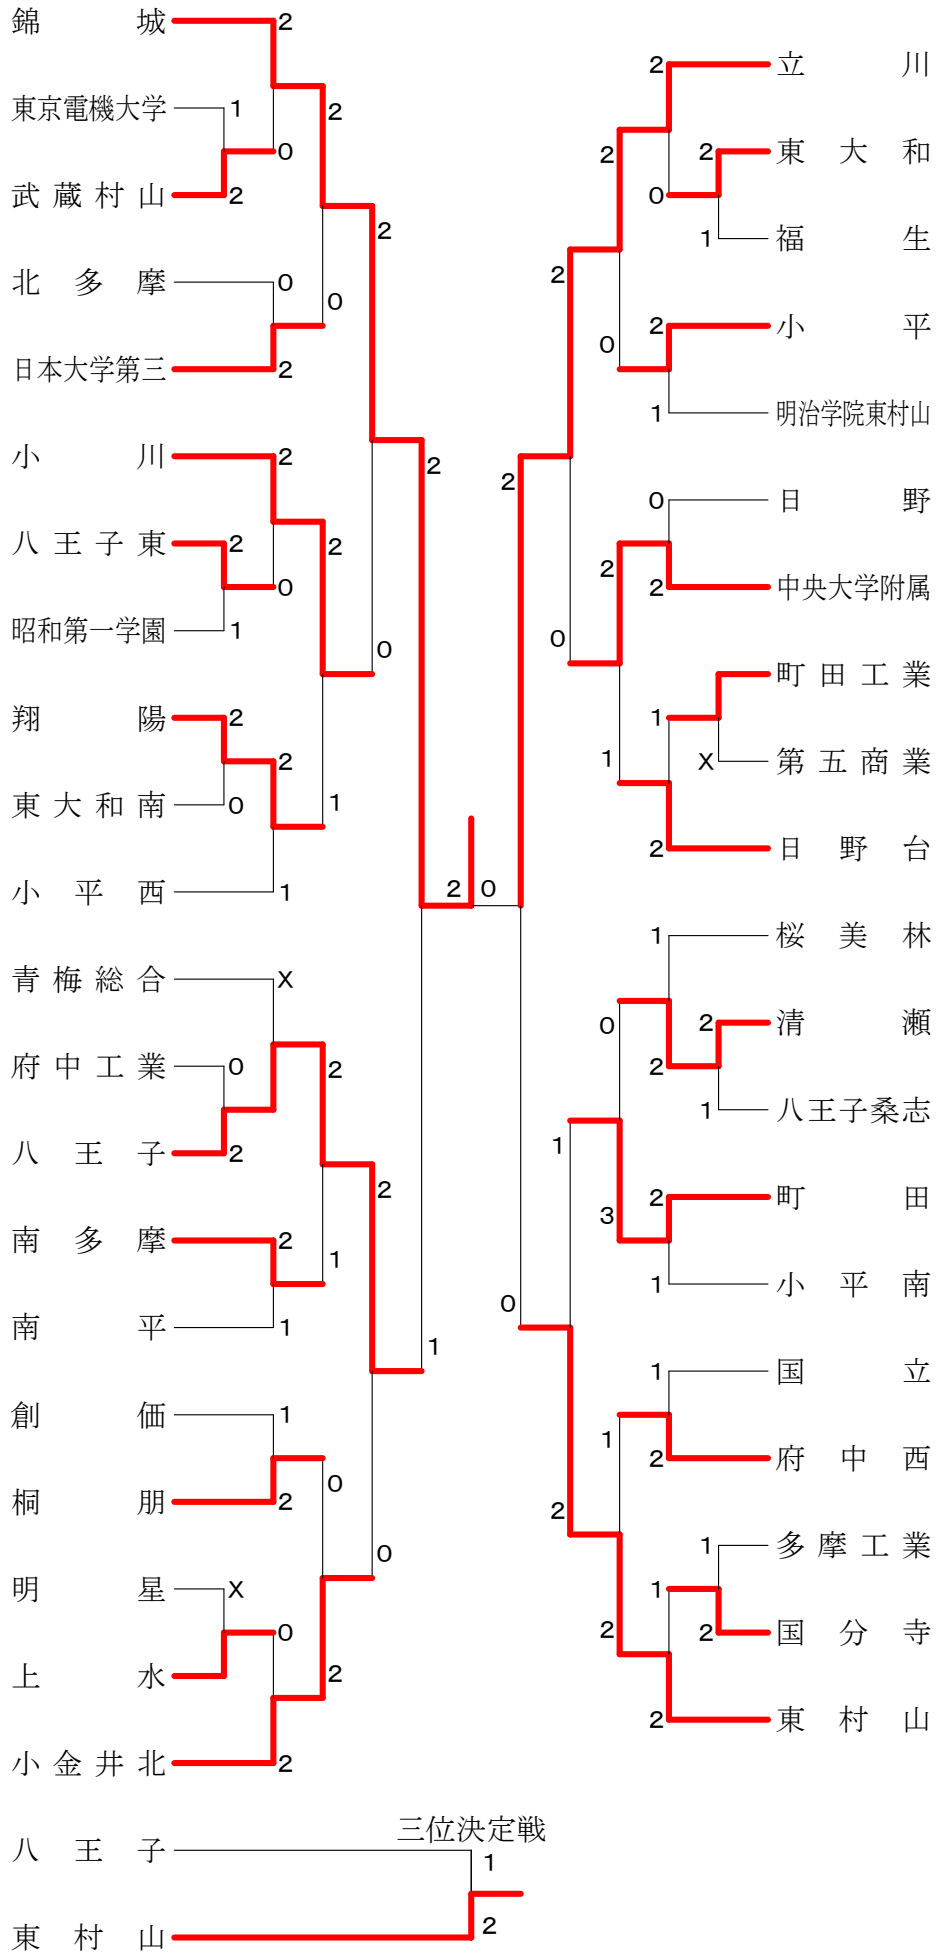 錦城
2
東京電機大学
1
2
0
武蔵村山
2
2
北多摩
0
0
日本大学第三
2
小川
2
2
八王子東
2
2
0
昭和第一学園
1
0
翔陽
2
2
東大和南
0
1
小平西
1
2
0
青梅総合
X
府中工業
0
2
八王子
2
2
南多摩
2
1
南平
1
1
創価
1
0
桐朋
2
0
明星
X
0
上水
2
小金井北
2
2
立川
2
2
東大和
0
1
福生
2
2
小平
0
1
明治学院東村山
2
0
日野
2
2
中央大学附属
0
町田工業
1
1
X
第五商業
2
日野台
1
桜美林
0
2
清瀬
2
1
八王子桑志
1
2
町田
3
1
小平南
0
1
国立
1
2
府中西
2
1
多摩工業
1
2
2
国分寺
2
東村山
三位決定戦
八王子
1
東村山
2